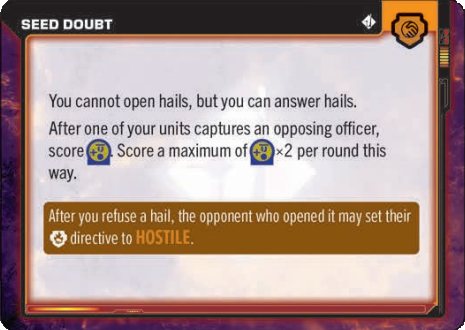 SEED DOUBT
You cannot open hails, but you can answer hails.
After one of your units captures an opposing officer,
score . Score a maximum of ×2 per round this
way.
After you refuse a hail, the opponent who opened it may set their
directive to HOSTILE.